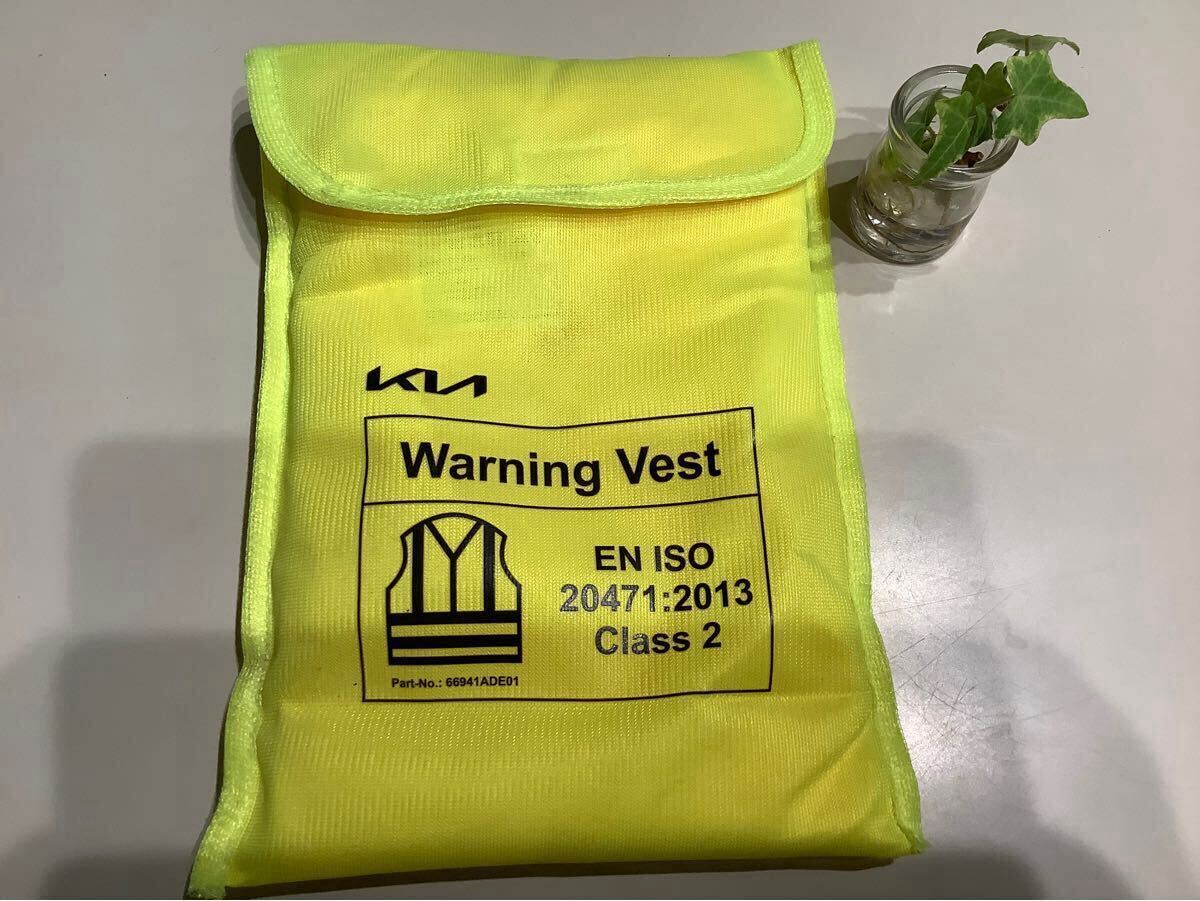 KIA
Warning Vest
EN ISO
20471:2013
Class 2
Part-No.: 66941ADE01